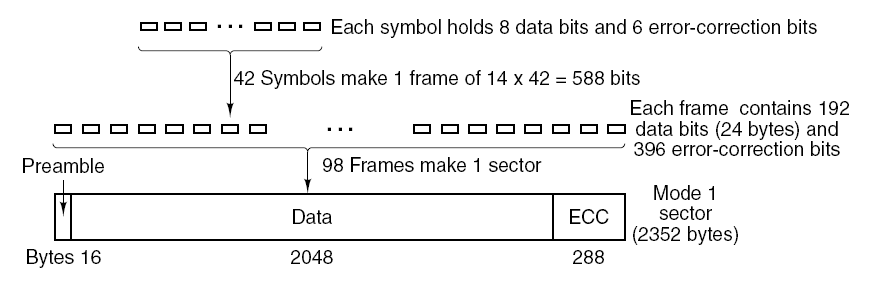 Each symbol holds 8 data bits and 6 error-correction bits
42 Symbols make 1 frame of 14 x 42 = 588 bits
Each frame contains 192
data bits (24 bytes) and
396 error-correction bits
Preamble
98 Frames make 1 sector
Mode 1
sector
(2352 bytes)
Data
ECC
Bytes 16
2048
288